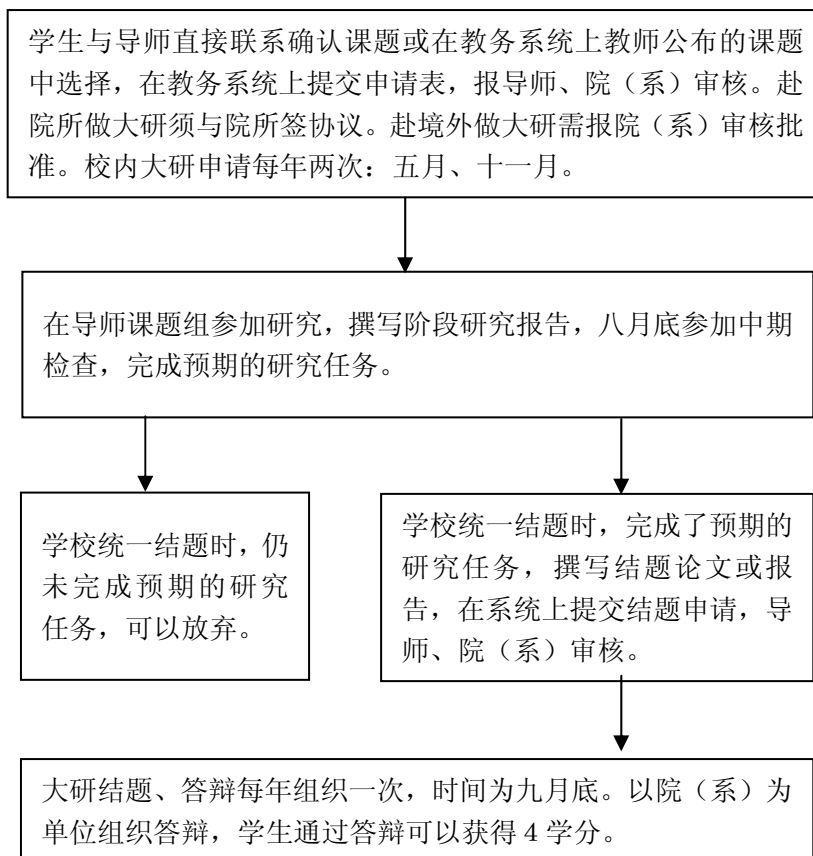 学生与导师直接联系确认课题或在教务系统上教师公布的课题
中选择，在教务系统上提交申请表，报导师、院（系）审核。赴
院所做大研须与院所签协议。赴境外做大研需报院（系）审核批
准。校内大研申请每年两次：五月、十一月。
在导师课题组参加研究，撰写阶段研究报告，八月底参加中期
检查，完成预期的研究任务。
学校统一结题时，仍
未完成预期的研究
任务，可以放弃。
学校统一结题时，完成了预期的
研究任务，撰写结题论文或报
告，在系统上提交结题申请，导
师、院（系）审核。
大研结题、答辩每年组织一次，时间为九月底。以院（系）为
单位组织答辩，学生通过答辩可以获得 4 学分。